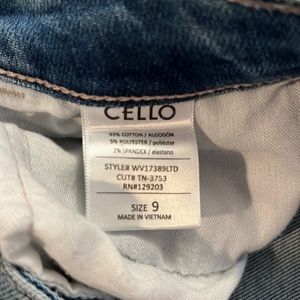 CELLO
93% COTTON / ALGODÓN
5% POLYESTER / poliéster
2% SPANDEX / elastano
STYLE# WV17389LTD
CUT# TN-3753
RN#129203
SIZE 9
MADE IN VIETNAM